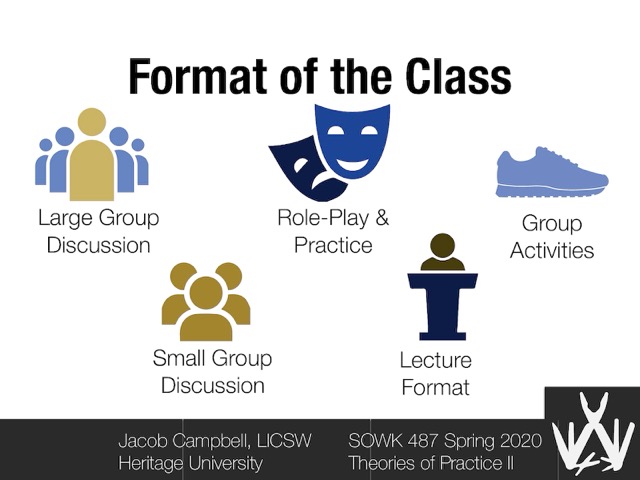 Format of the Class
Large Group
Discussion
Role-Play &
Practice
Group
Activities
Small Group
Discussion
Lecture
Format
Jacob Campbell, LICSW
Heritage University
SOWK 487 Spring 2020
Theories of Practice II